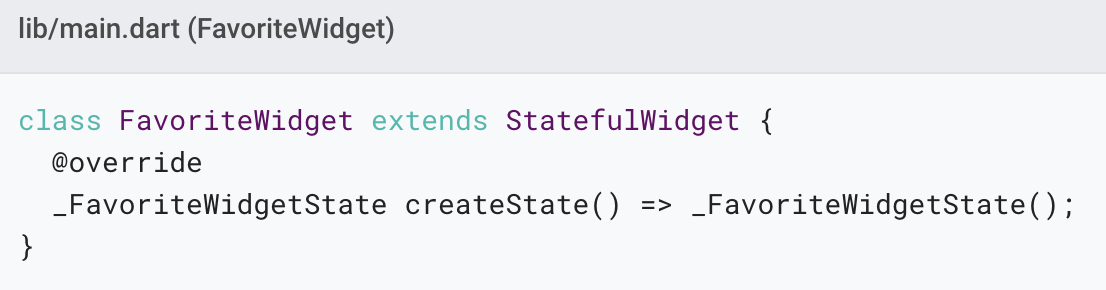 lib/main.dart (FavoriteWidget)
class FavoriteWidget extends StatefulWidget {
  @override
  _FavoriteWidgetState createState() => _FavoriteWidgetState();
}